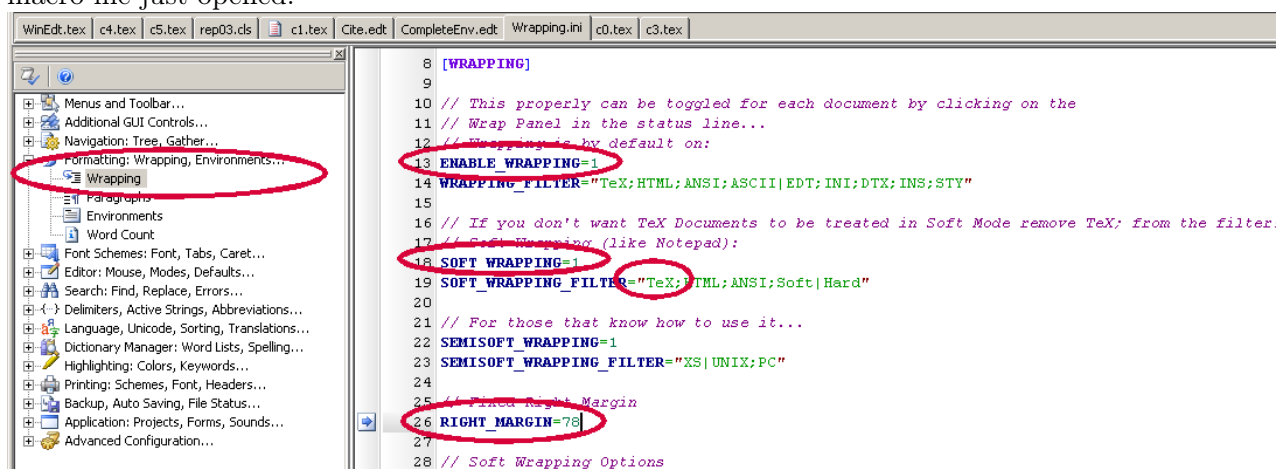 macro file just opened.
WinEdt.tex c4.tex c5.tex rep03.cls c1.tex Cite.edt CompleteEnv.edt Wrapping.ini c0.tex c3.tex
Menus and Toolbar...
Additional GUI Controls...
Navigation: Tree, Gather...
Formatting: Wrapping, Environments...
Wrapping
Paragraphs
Environments
Word Count
Font Schemes: Font, Tabs, Caret...
Editor: Mouse, Modes, Defaults...
Search: Find, Replace, Errors...
Delimiters, Active Strings, Abbreviations...
Language, Unicode, Sorting, Translations...
Dictionary Manager: Word Lists, Spelling...
Highlighting: Colors, Keywords...
Printing: Schemes, Font, Headers...
Backup, Auto Saving, File Status...
Application: Projects, Forms, Sounds...
Advanced Configuration...
8 [WRAPPING]
9
10 // This properly can be toggled for each document by clicking on the
11 // Wrap Panel in the status line...
12 // Wrapping is by default on:
13 ENABLE_WRAPPING=1
14 WRAPPING_FILTER="TeX;HTML;ANSI;ASCII|EDT;INI;DTX;INS;STY"
15
16 // If you don't want TeX Documents to be treated in Soft Mode remove TeX; from the filter.
17 // Soft Wrapping (like Notepad):
18 SOFT_WRAPPING=1
19 SOFT_WRAPPING_FILTER="TeX;HTML;ANSI;Soft|Hard"
20
21 // For those that know how to use it...
22 SEMISOFT_WRAPPING=1
23 SEMISOFT_WRAPPING_FILTER="XS|UNIX;PC"
24
25 // Fixed Right Margin
26 RIGHT_MARGIN=78
27
28 // Soft Wrapping Options